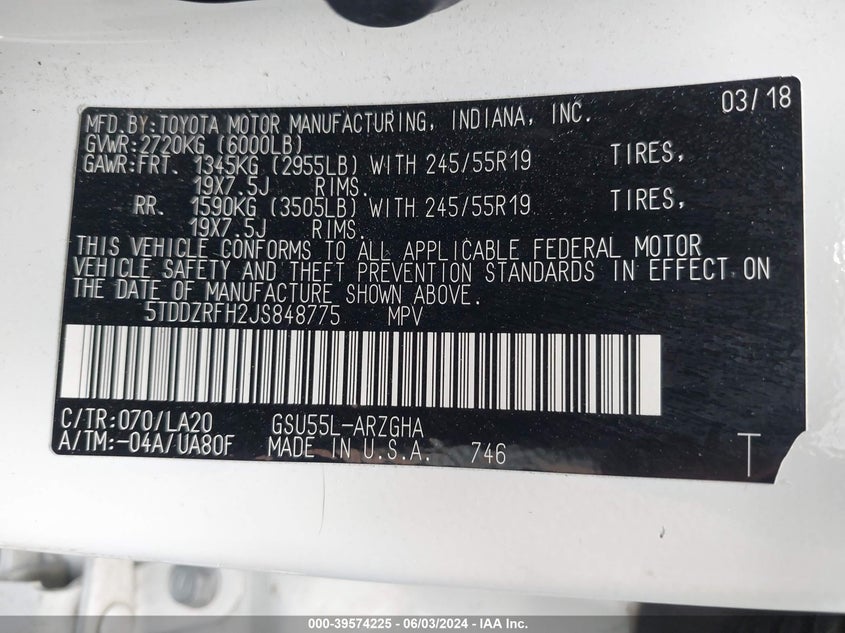 03/18
MFD.BY:TOYOTA MOTOR MANUFACTURING, INDIANA, INC.
GVWR:2720KG (6000LB)
GAWR:FRT. 1345KG (2955LB) WITH 245/55R19 TIRES,
19X7.5J RIMS.
RR. 1590KG (3505LB) WITH 245/55R19 TIRES,
19X7.5J RIMS.
THIS VEHICLE CONFORMS TO ALL APPLICABLE FEDERAL MOTOR
VEHICLE SAFETY AND THEFT PREVENTION STANDARDS IN EFFECT ON
THE DATE OF MANUFACTURE SHOWN ABOVE.
5TDDZRFH2JS848775 MPV
C/TR:070/LA20 GSU55L-ARZGHA
A/TM:-04A/UA80F MADE IN U.S.A. 746 T
000-39574225 - 06/03/2024 - IAA Inc.